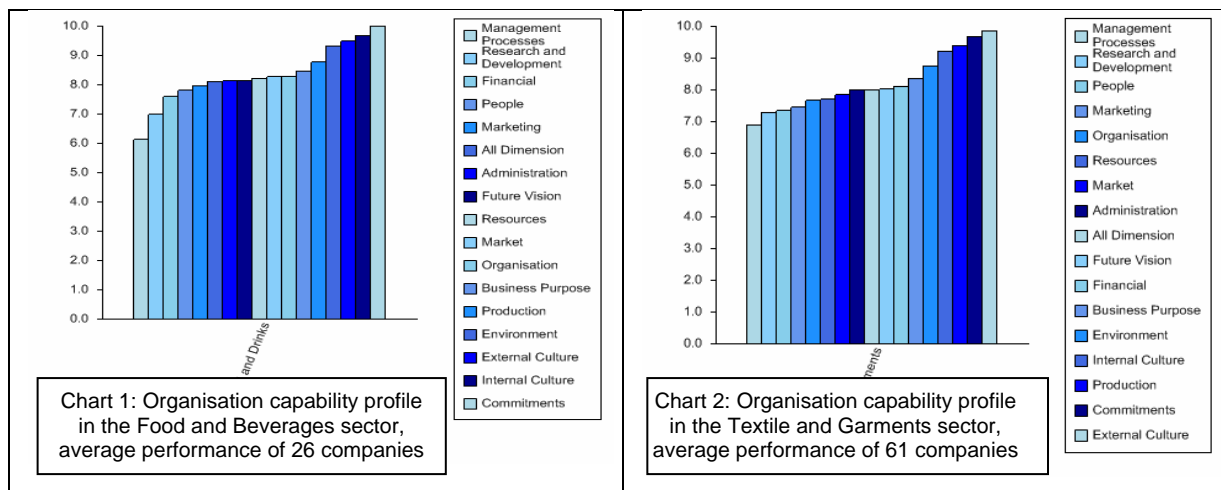 10.0
9.0
8.0
7.0
6.0
5.0
4.0
3.0
2.0
1.0
0.0
and Drinks
Management
Processes
Research and
Development
Financial
People
Marketing
All Dimension
Administration
Future Vision
Resources
Market
Organisation
Business Purpose
Production
Environment
External Culture
Internal Culture
Commitments
Chart 1: Organisation capability profile
in the Food and Beverages sector,
average performance of 26 companies
10.0
9.0
8.0
7.0
6.0
5.0
4.0
3.0
2.0
1.0
0.0
ments
Management
Processes
Research and
Development
People
Marketing
Organisation
Resources
Market
Administration
All Dimension
Future Vision
Financial
Business Purpose
Environment
Internal Culture
Production
Commitments
External Culture
Chart 2: Organisation capability profile
in the Textile and Garments sector,
average performance of 61 companies